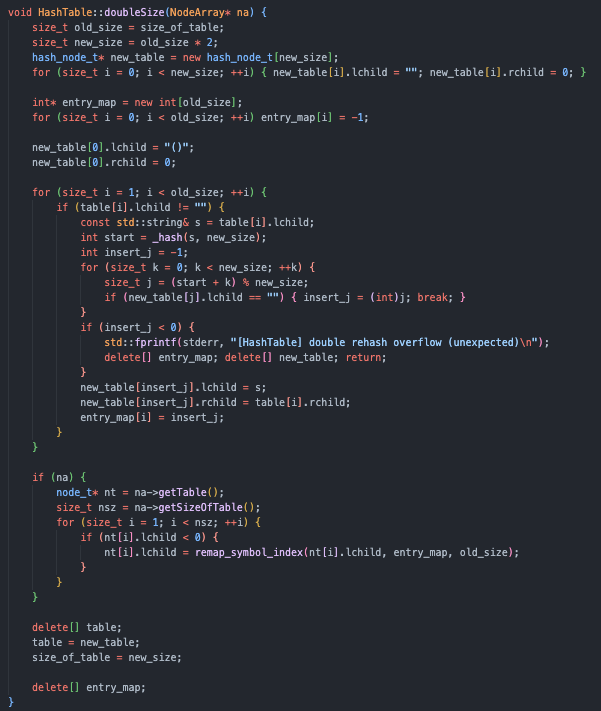 void HashTable::doubleSize(NodeArray* na) {
    size_t old_size = size_of_table;
    size_t new_size = old_size * 2;
    hash_node_t* new_table = new hash_node_t[new_size];
    for (size_t i = 0; i < new_size; ++i) { new_table[i].lchild = ""; new_table[i].rchild = 0; }

    int* entry_map = new int[old_size];
    for (size_t i = 0; i < old_size; ++i) entry_map[i] = -1;

    new_table[0].lchild = "()";
    new_table[0].rchild = 0;

    for (size_t i = 1; i < old_size; ++i) {
        if (table[i].lchild != "") {
            const std::string& s = table[i].lchild;
            int start = _hash(s, new_size);
            int insert_j = -1;
            for (size_t k = 0; k < new_size; ++k) {
                size_t j = (start + k) % new_size;
                if (new_table[j].lchild == "") { insert_j = (int)j; break; }
            }
            if (insert_j < 0) {
                std::fprintf(stderr, "[HashTable] double rehash overflow (unexpected)\n");
                delete[] entry_map; delete[] new_table; return;
            }
            new_table[insert_j].lchild = s;
            new_table[insert_j].rchild = table[i].rchild;
            entry_map[i] = insert_j;
        }
    }

    if (na) {
        node_t* nt = na->getTable();
        size_t nsz = na->getSizeOfTable();
        for (size_t i = 1; i < nsz; ++i) {
            if (nt[i].lchild < 0) {
                nt[i].lchild = remap_symbol_index(nt[i].lchild, entry_map, old_size);
            }
        }
    }

    delete[] table;
    table = new_table;
    size_of_table = new_size;

    delete[] entry_map;
}